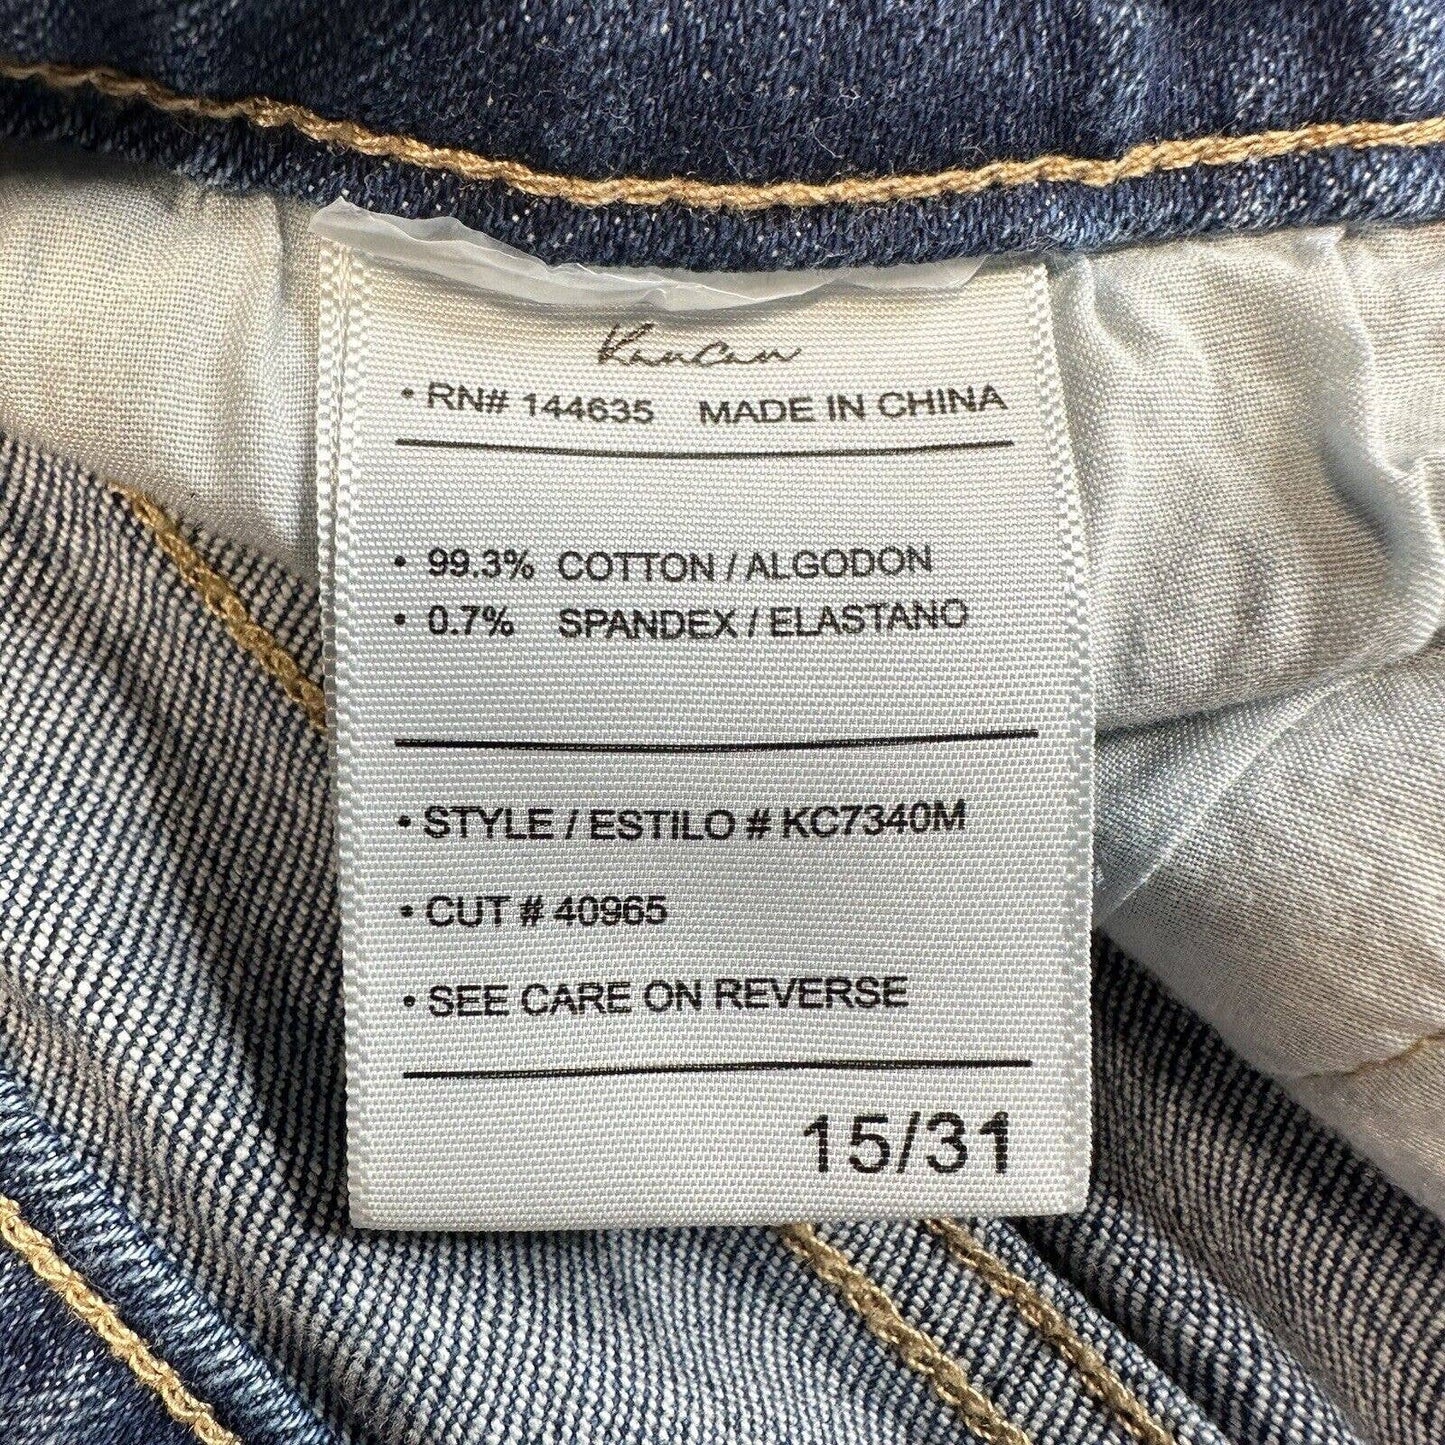 KanCan
• RN# 144635 MADE IN CHINA
• 99.3% COTTON / ALGODON
• 0.7% SPANDEX / ELASTANO
• STYLE / ESTILO # KC7340M
• CUT # 40965
• SEE CARE ON REVERSE
15/31